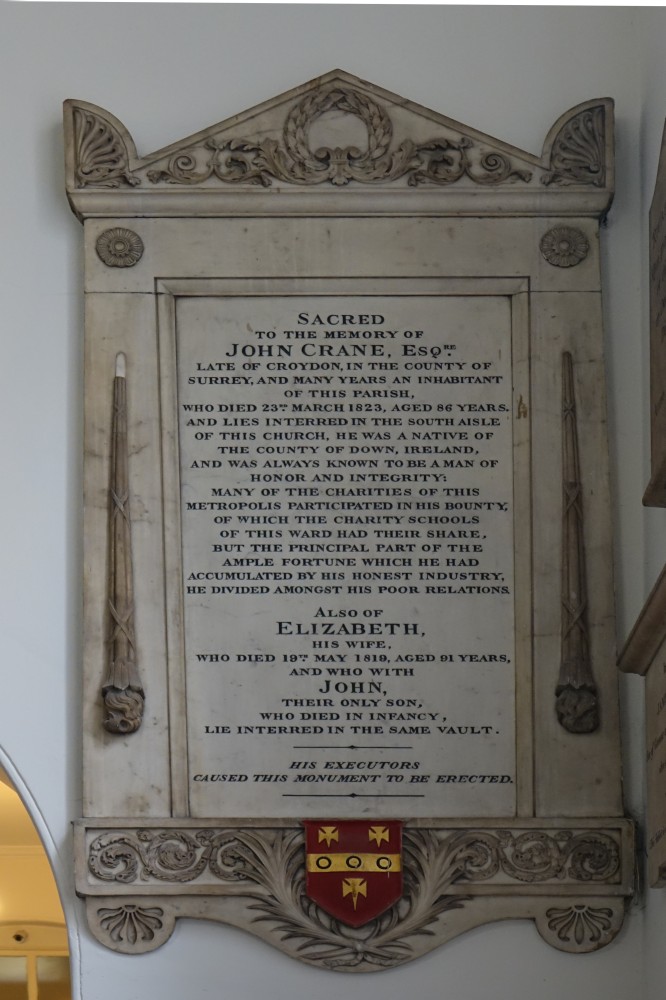 SACRED
TO THE MEMORY OF
JOHN CRANE, ESQRE.
LATE OF CROYDON, IN THE COUNTY OF
SURREY, AND MANY YEARS AN INHABITANT
OF THIS PARISH,
WHO DIED 23RD MARCH 1823, AGED 86 YEARS.
AND LIES INTERRED IN THE SOUTH AISLE
OF THIS CHURCH, HE WAS A NATIVE OF
THE COUNTY OF DOWN, IRELAND,
AND WAS ALWAYS KNOWN TO BE A MAN OF
HONOR AND INTEGRITY:
MANY OF THE CHARITIES OF THIS
METROPOLIS PARTICIPATED IN HIS BOUNTY,
OF WHICH THE CHARITY SCHOOLS
OF THIS WARD HAD THEIR SHARE,
BUT THE PRINCIPAL PART OF THE
AMPLE FORTUNE WHICH HE HAD
ACCUMULATED BY HIS HONEST INDUSTRY,
HE DIVIDED AMONGST HIS POOR RELATIONS.
ALSO OF
ELIZABETH,
HIS WIFE,
WHO DIED 19TH MAY 1819, AGED 91 YEARS,
AND WHO WITH
JOHN,
THEIR ONLY SON,
WHO DIED IN INFANCY,
LIE INTERRED IN THE SAME VAULT.
HIS EXECUTORS
CAUSED THIS MONUMENT TO BE ERECTED.